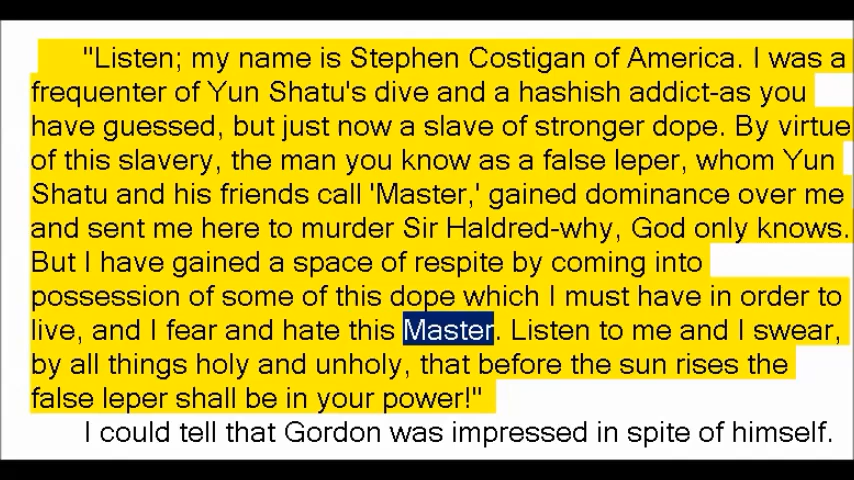 "Listen; my name is Stephen Costigan of America. I was a
frequenter of Yun Shatu's dive and a hashish addict-as you
have guessed, but just now a slave of stronger dope. By virtue
of this slavery, the man you know as a false leper, whom Yun
Shatu and his friends call 'Master,' gained dominance over me
and sent me here to murder Sir Haldred-why, God only knows.
But I have gained a space of respite by coming into
possession of some of this dope which I must have in order to
live, and I fear and hate this Master. Listen to me and I swear,
by all things holy and unholy, that before the sun rises the
false leper shall be in your power!"
I could tell that Gordon was impressed in spite of himself.